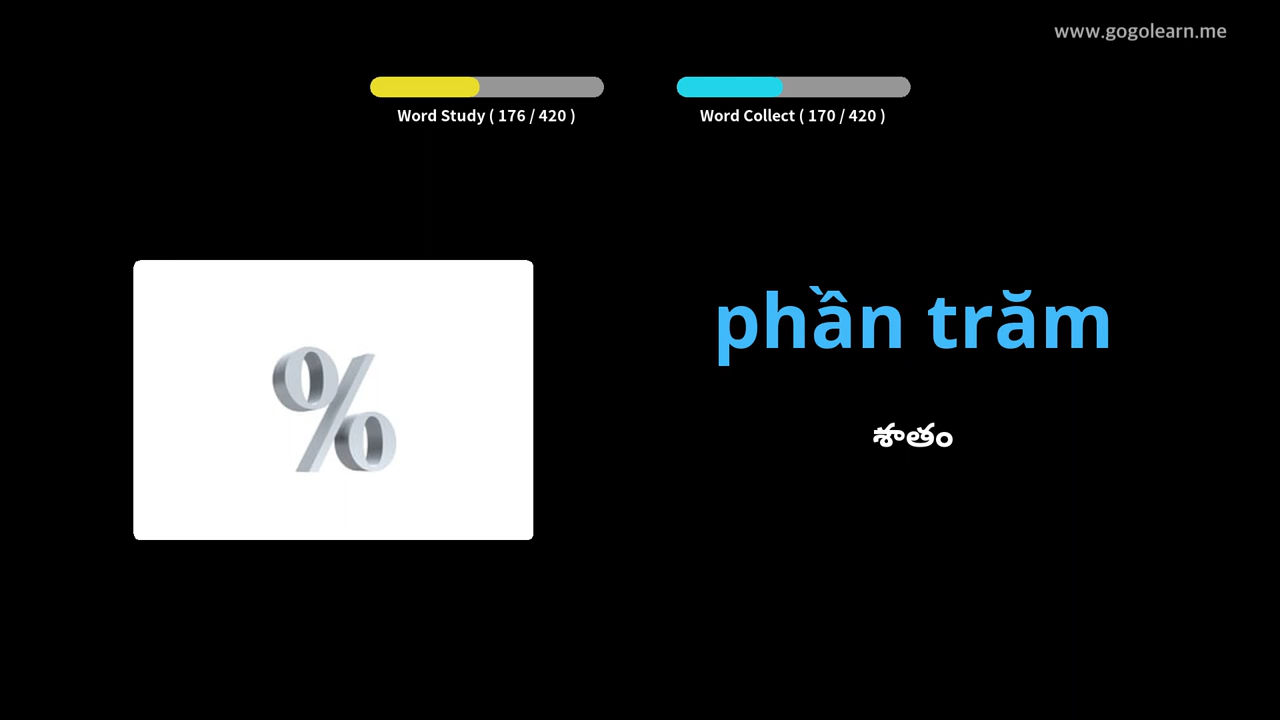 www.gogolearn.me
Word Study ( 176 / 420 )
Word Collect ( 170 / 420 )
%
phần trăm
శాతం